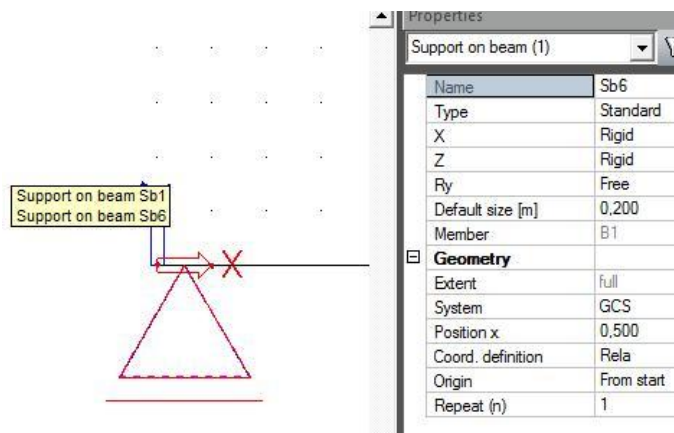 Properties
Support on beam (1)
Name Sb6
Type Standard
X Rigid
Z Rigid
Ry Free
Default size [m] 0,200
Member B1
Geometry
Extent full
System GCS
Position x 0,500
Coord. definition Rela
Origin From start
Repeat (n) 1
Support on beam Sb1
Support on beam Sb6
X